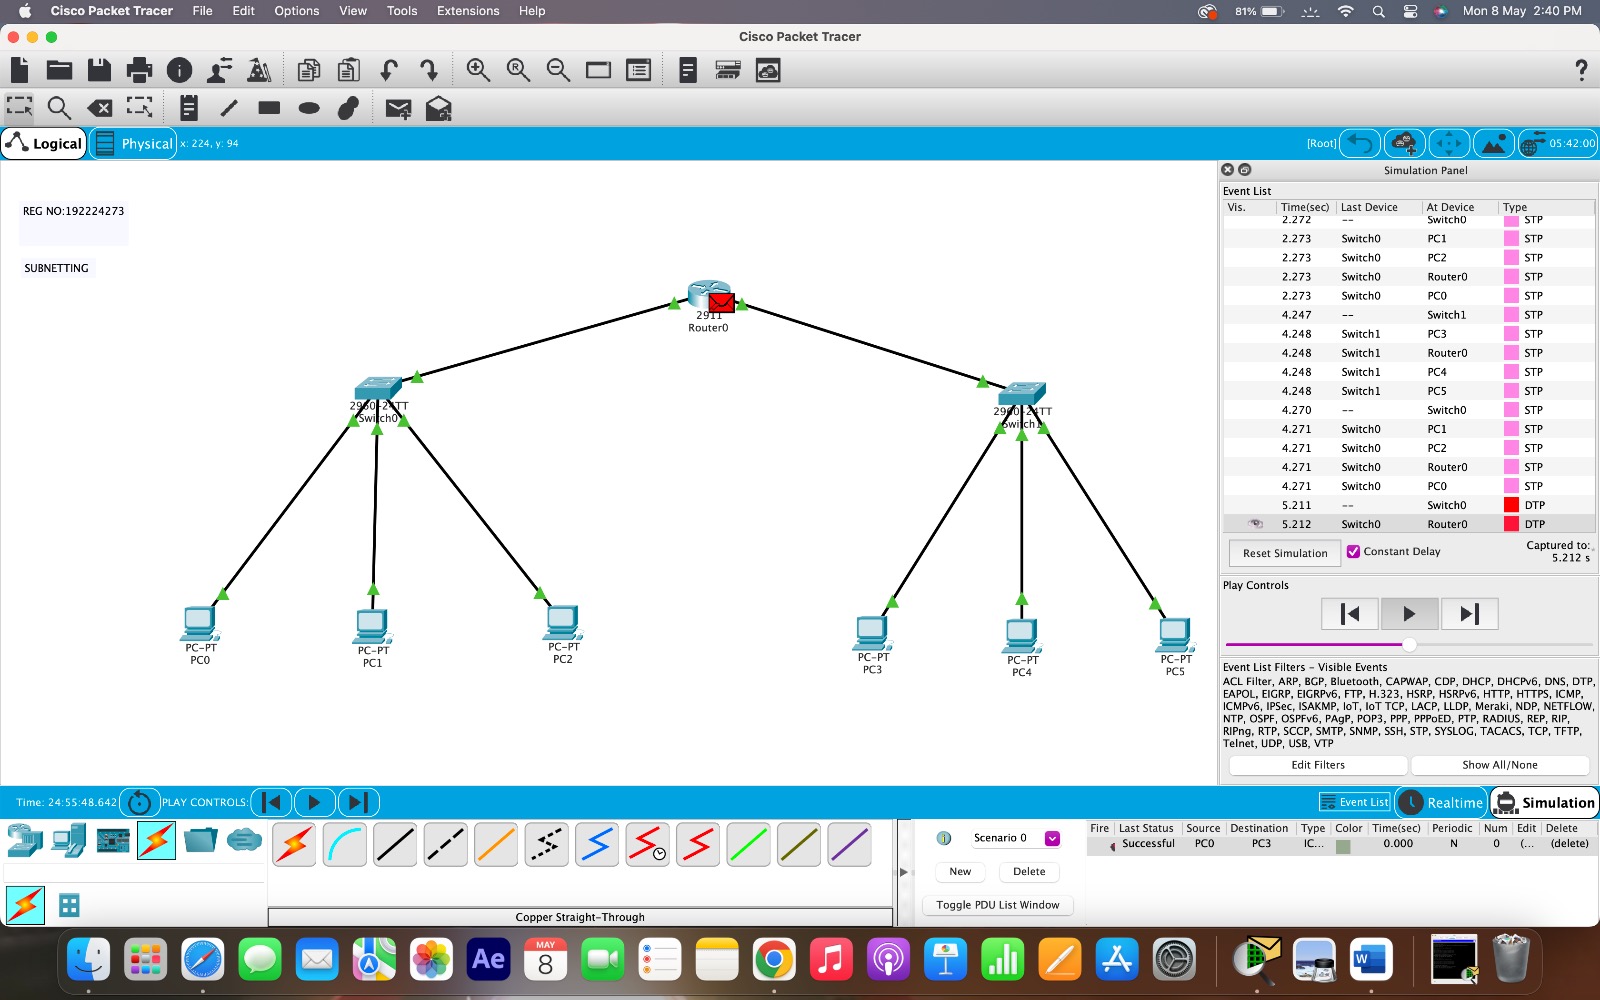 Cisco Packet Tracer File Edit Options View Tools Extensions Help 81% Mon 8 May 2:40 PM
Cisco Packet Tracer
Logical Physical x: 224, y: 94 [Root] 05:42:00
Simulation Panel
Event List
Vis. Time(sec) Last Device At Device Type
2.272 -- Switch0 STP
2.273 Switch0 PC1 STP
2.273 Switch0 PC2 STP
2.273 Switch0 Router0 STP
2.273 Switch0 PC0 STP
4.247 -- Switch1 STP
4.248 Switch1 PC3 STP
4.248 Switch1 Router0 STP
4.248 Switch1 PC4 STP
4.248 Switch1 PC5 STP
4.270 -- Switch0 STP
4.271 Switch0 PC1 STP
4.271 Switch0 PC2 STP
4.271 Switch0 Router0 STP
4.271 Switch0 PC0 STP
5.211 -- Switch0 DTP
5.212 Switch0 Router0 DTP
Reset Simulation Constant Delay Captured to:
5.212 s
Play Controls
Event List Filters - Visible Events
ACL Filter, ARP, BGP, Bluetooth, CAPWAP, CDP, DHCP, DHCPv6, DNS, DTP,
EAPOL, EIGRP, EIGRPv6, FTP, H.323, HSRP, HSRPv6, HTTP, HTTPS, ICMP,
ICMPv6, IPSec, ISAKMP, IoT, IoT TCP, LACP, LLDP, Meraki, NDP, NETFLOW,
NTP, OSPF, OSPFv6, PAgP, POP3, PPP, PPPoED, PTP, RADIUS, REP, RIP,
RIPng, RTP, SCCP, SMTP, SNMP, SSH, STP, SYSLOG, TACACS, TCP, TFTP,
Telnet, UDP, USB, VTP
Edit Filters Show All/None
REG NO:192224273
SUBNETTING
2911
Router0
2960-24TT
Switch0
2960-24TT
Switch1
PC-PT
PC0
PC-PT
PC1
PC-PT
PC2
PC-PT
PC3
PC-PT
PC4
PC-PT
PC5
Time: 24:55:48.642 PLAY CONTROLS: Event List Realtime Simulation
Scenario 0
New Delete
Toggle PDU List Window
Fire Last Status Source Destination Type Color Time(sec) Periodic Num Edit Delete
Successful PC0 PC3 IC... 0.000 N 0 (... (delete)
Copper Straight-Through
Ae
MAY
8
W